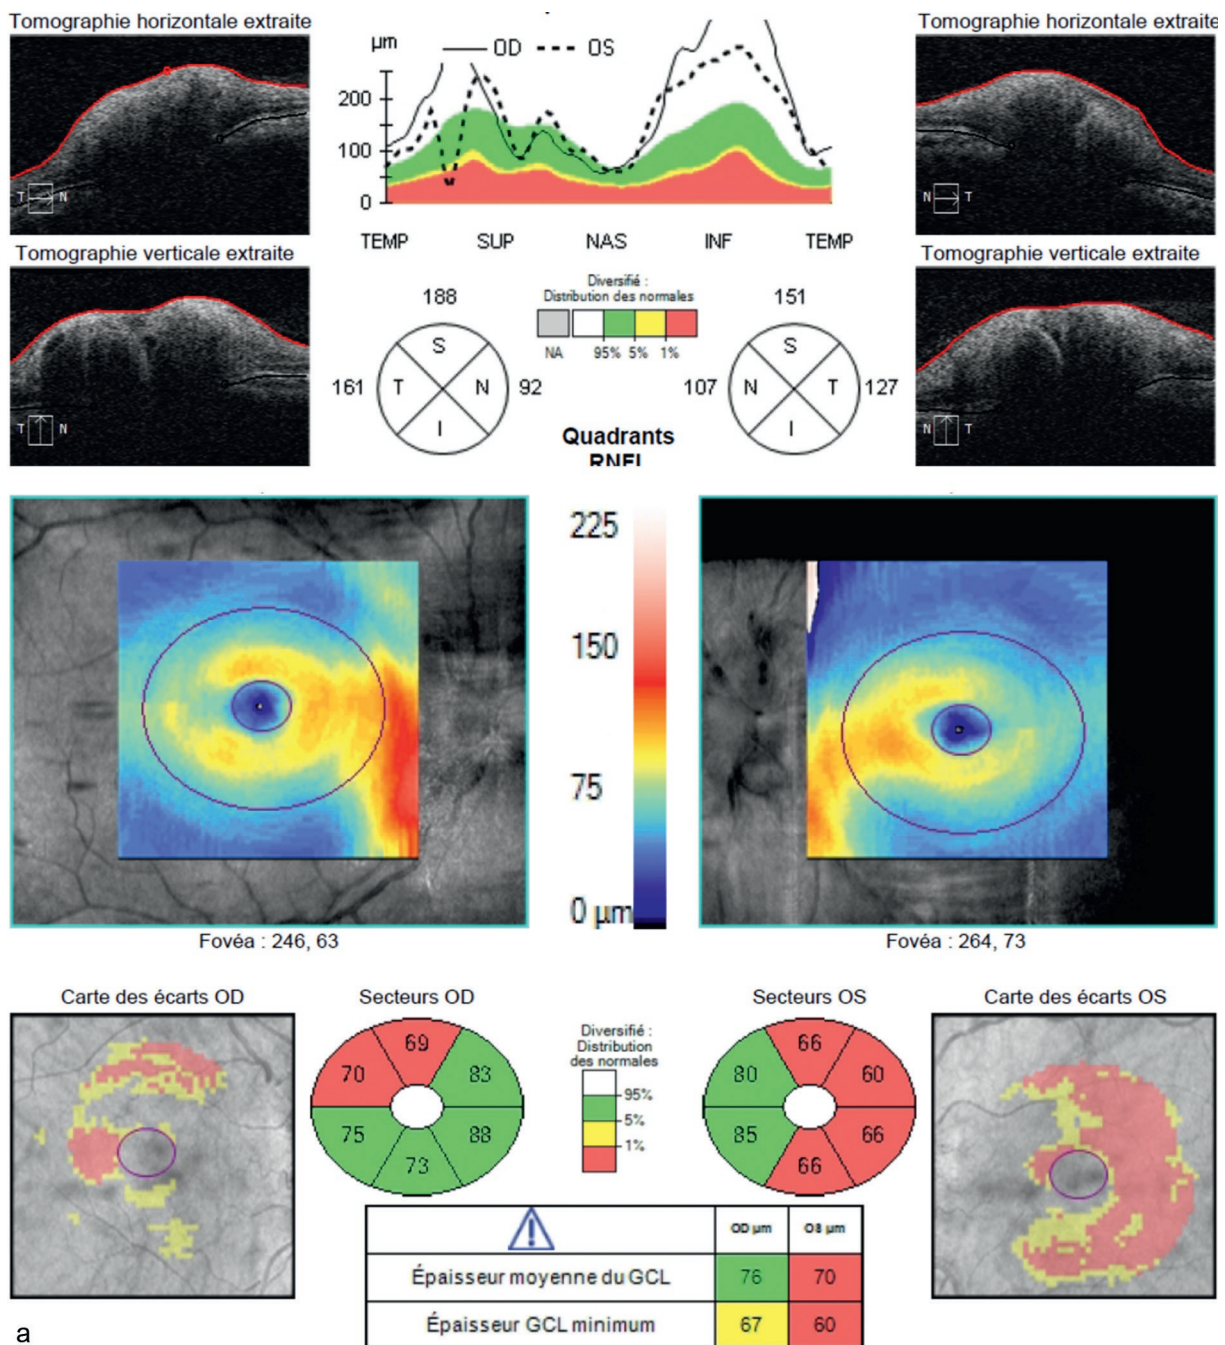 Tomographie horizontale extraite
Tomographie horizontale extraite
µm
OD
OS
200
100
0
T N
N T
TEMP SUP NAS INF TEMP
Tomographie verticale extraite
Tomographie verticale extraite
Diversifié :
Distribution des normales
NA 95% 5% 1%
188
S
161 T N 92
I
151
S
107 N T 127
I
T N
N T
Quadrants
RNFL
225
150
75
0 µm
Fovéa : 246, 63
Fovéa : 264, 73
Carte des écarts OD
Secteurs OD
Secteurs OS
Carte des écarts OS
69
70 83
75 88
73
Diversifié :
Distribution
des normales
95%
5%
1%
66
80 60
85 66
66
OD µm OS µm
Épaisseur moyenne du GCL 76 70
Épaisseur GCL minimum 67 60
a